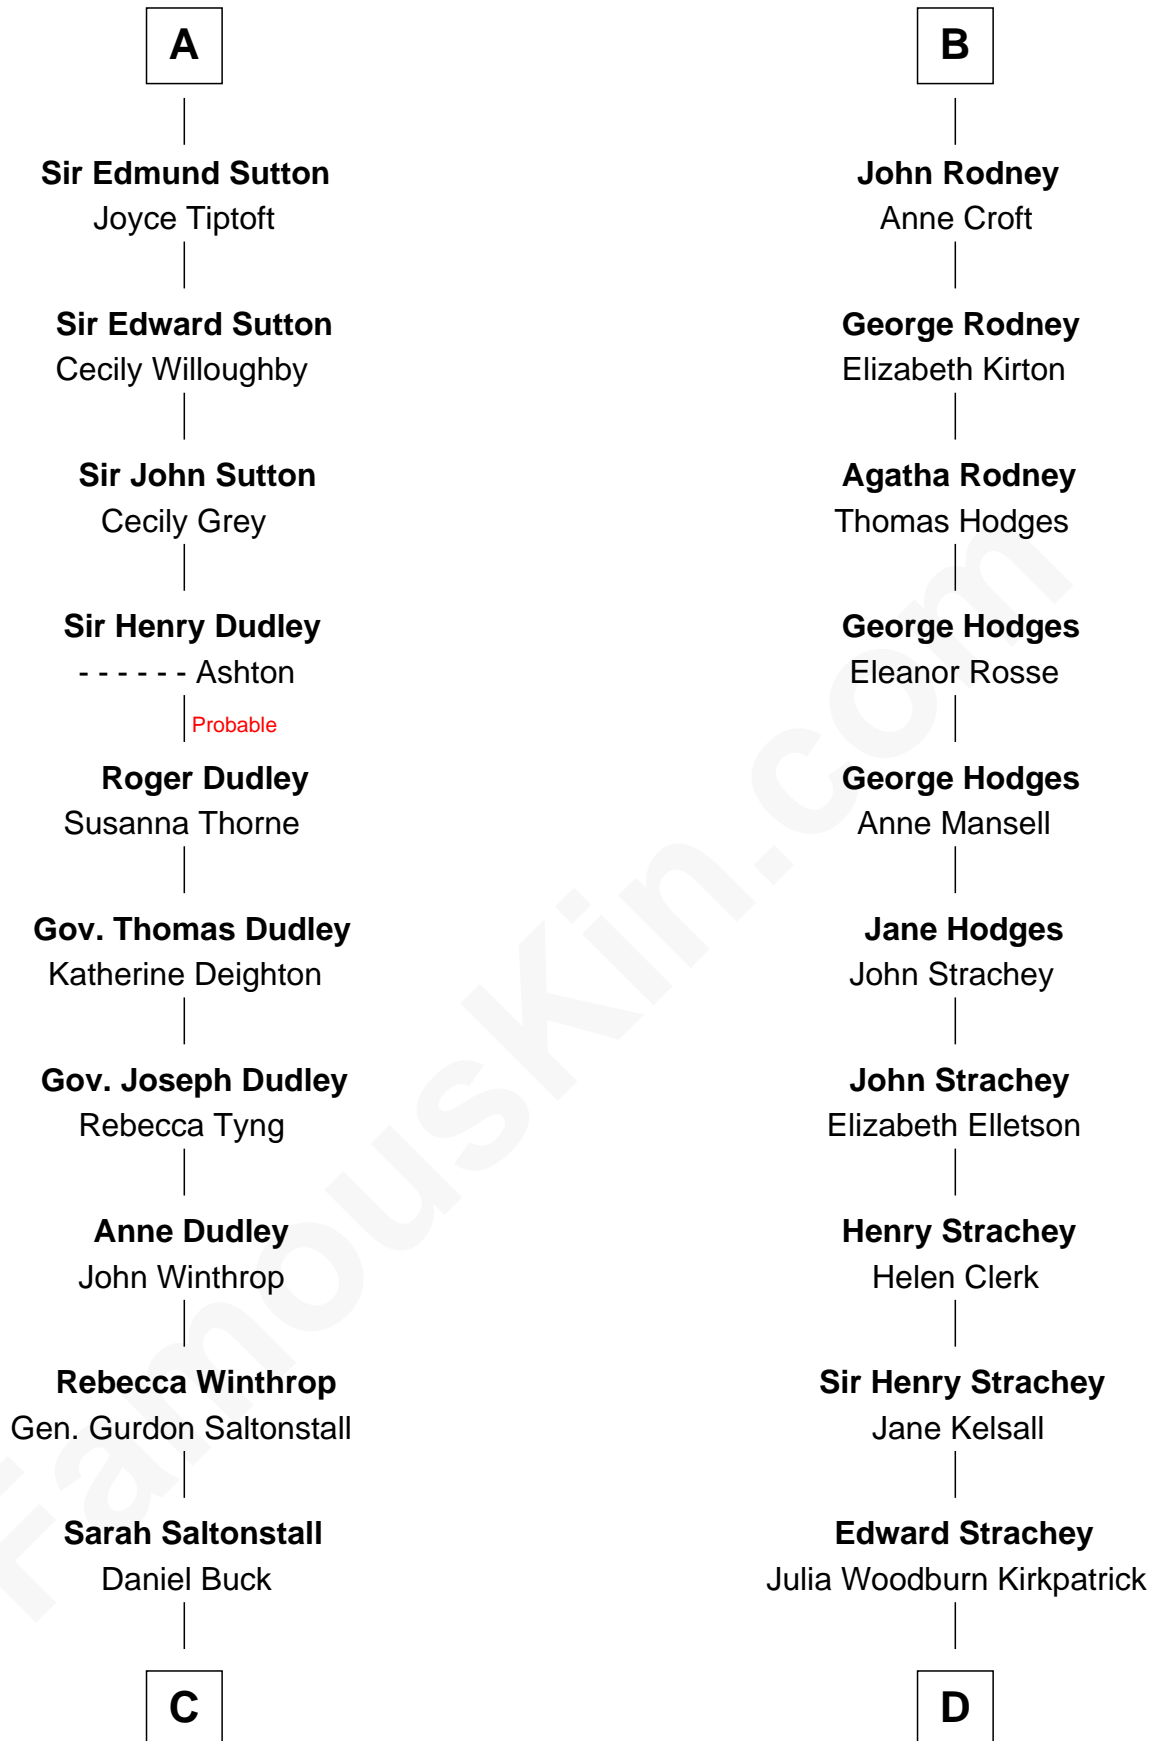 A
Sir Edmund Sutton
Joyce Tiptoft
Sir Edward Sutton
Cecily Willoughby
Sir John Sutton
Cecily Grey
Sir Henry Dudley
- - - - - - Ashton
Probable
Roger Dudley
Susanna Thorne
Gov. Thomas Dudley
Katherine Deighton
Gov. Joseph Dudley
Rebecca Tyng
Anne Dudley
John Winthrop
Rebecca Winthrop
Gen. Gurdon Saltonstall
Sarah Saltonstall
Daniel Buck
C
B
John Rodney
Anne Croft
George Rodney
Elizabeth Kirton
Agatha Rodney
Thomas Hodges
George Hodges
Eleanor Rosse
George Hodges
Anne Mansell
Jane Hodges
John Strachey
John Strachey
Elizabeth Elletson
Henry Strachey
Helen Clerk
Sir Henry Strachey
Jane Kelsall
Edward Strachey
Julia Woodburn Kirkpatrick
D
FamousKin.com